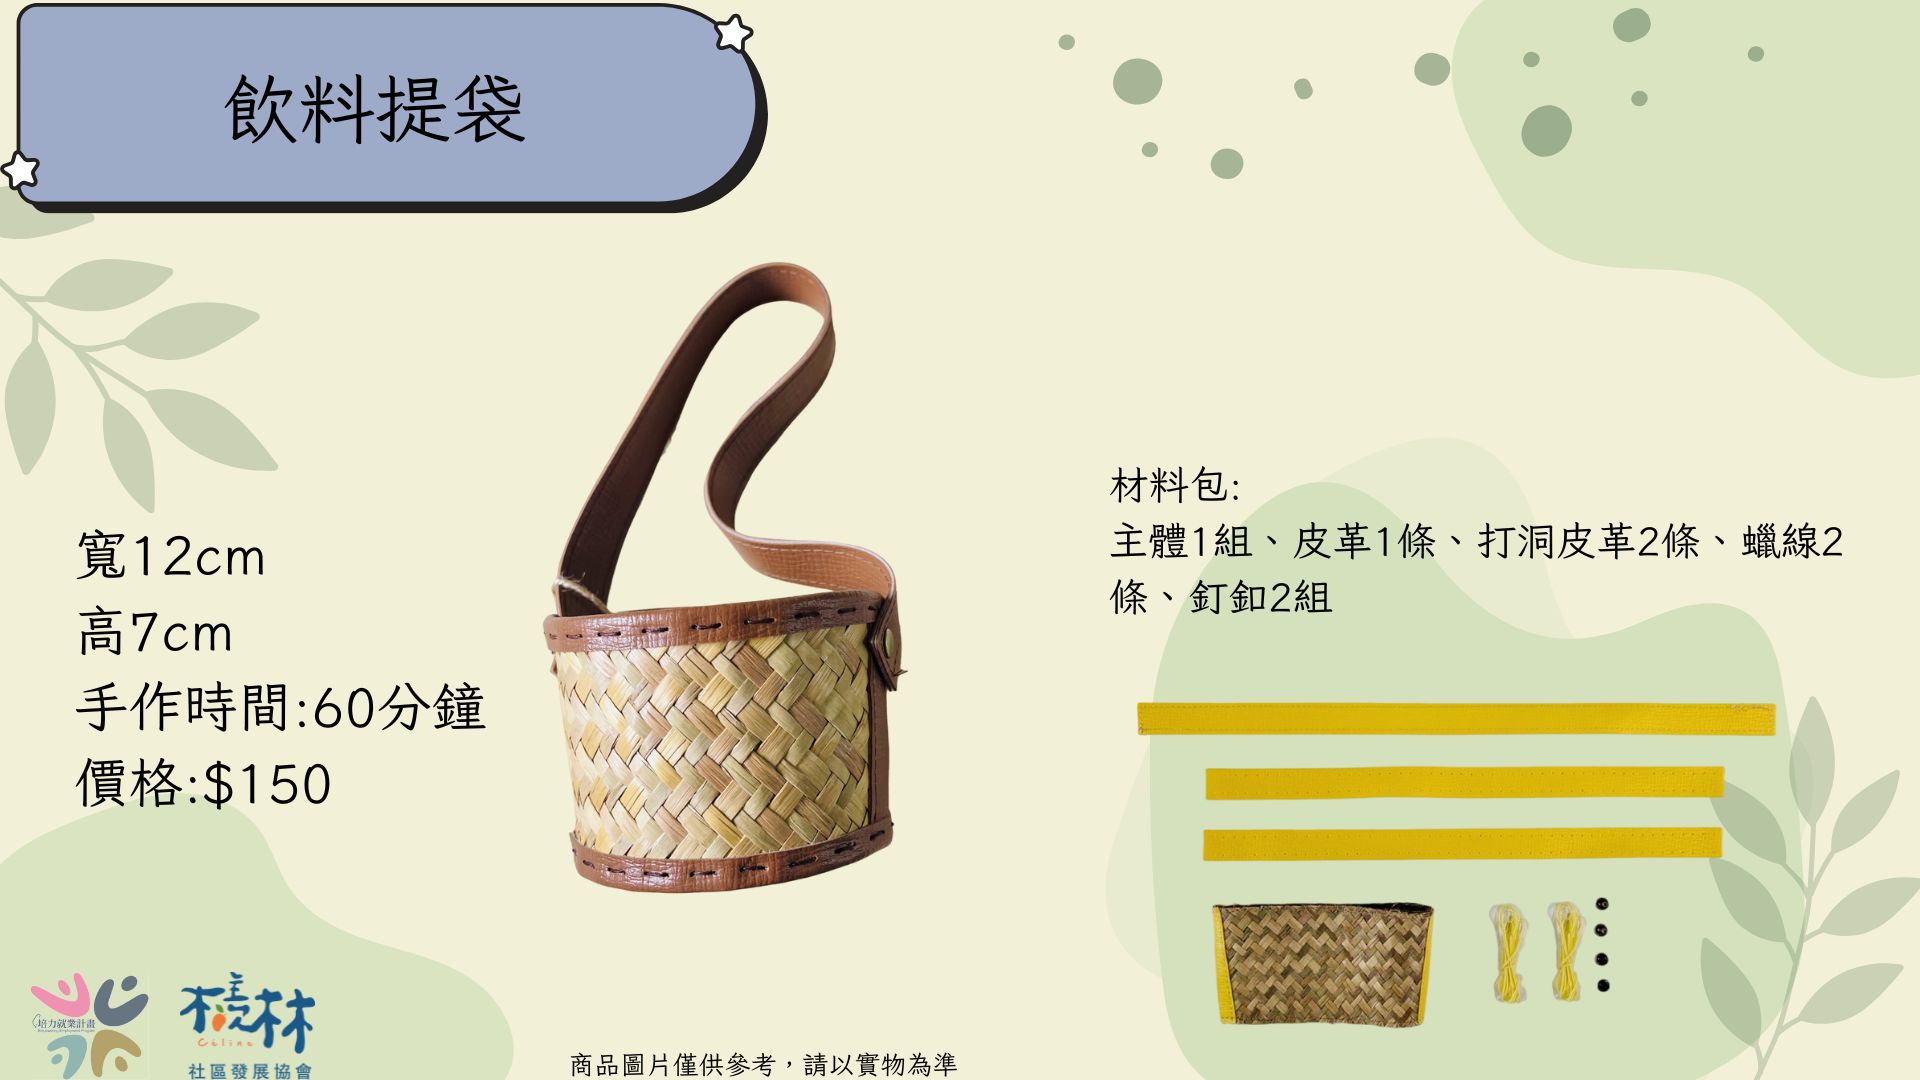 飲料提袋
寬12cm
高7cm
手作時間:60分鐘
價格:$150
材料包:
主體1組、皮革1條、打洞皮革2條、蠟線2
條、釘釦2組
培力就業計畫
Céline
社區發展協會
商品圖片僅供參考，請以實物為準